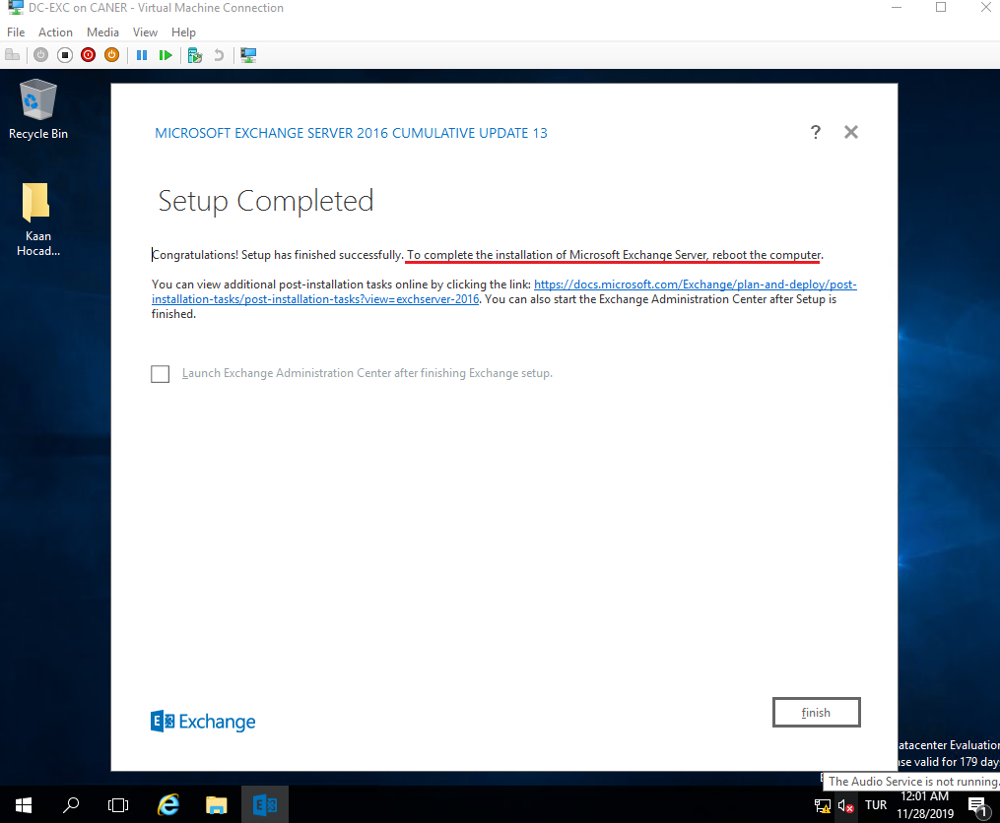 DC-EXC on CANER - Virtual Machine Connection
File Action Media View Help
Recycle Bin
Kaan
Hocad...
MICROSOFT EXCHANGE SERVER 2016 CUMULATIVE UPDATE 13
?
Setup Completed
Congratulations! Setup has finished successfully. To complete the installation of Microsoft Exchange Server, reboot the computer.
You can view additional post-installation tasks online by clicking the link: https://docs.microsoft.com/Exchange/plan-and-deploy/post-
installation-tasks/post-installation-tasks?view=exchserver-2016. You can also start the Exchange Administration Center after Setup is
finished.
Launch Exchange Administration Center after finishing Exchange setup.
E Exchange
finish
atacenter Evaluation
se valid for 179 day
The Audio Service is not running.
TUR
12:01 AM
11/28/2019
1